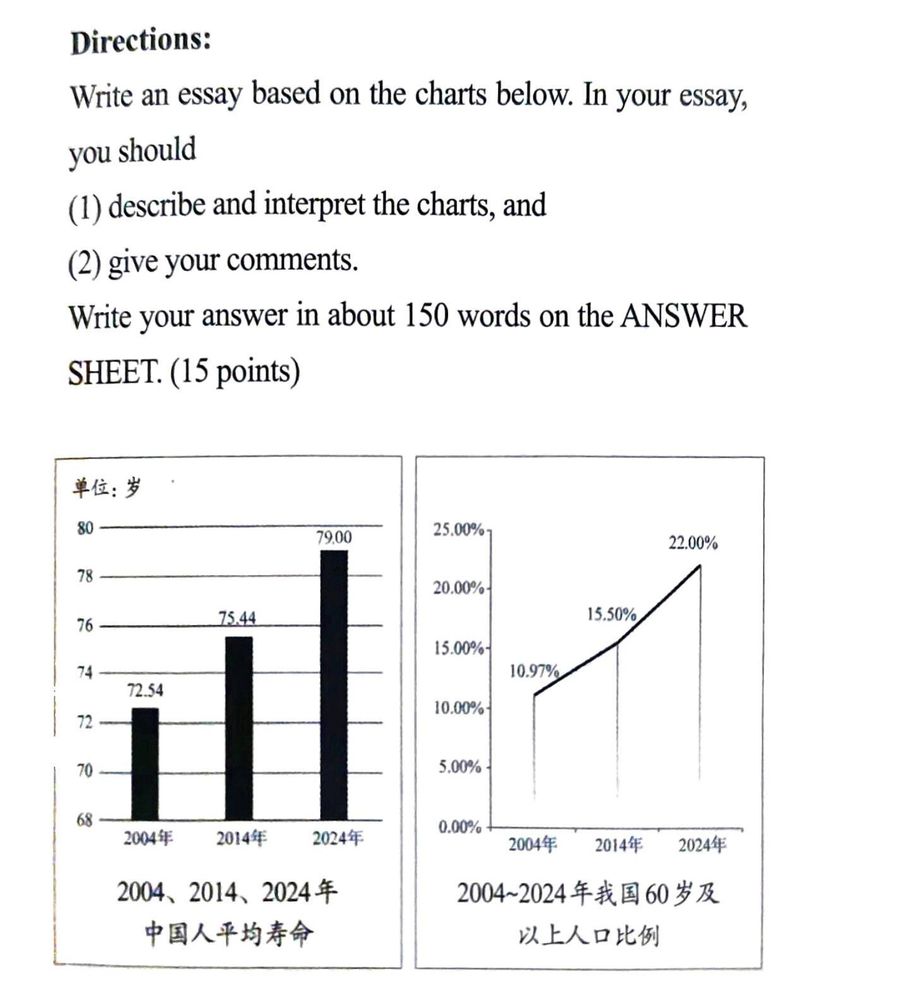 Directions:
Write an essay based on the charts below. In your essay,
you should
(1) describe and interpret the charts, and
(2) give your comments.
Write your answer in about 150 words on the ANSWER
SHEET. (15 points)
单位：岁
80
78
76
74
72
70
68
72.54
75.44
79.00
2004年
2014年
2024年
2004、2014、2024年
中国人平均寿命
25.00%
20.00%
15.00%
10.00%
5.00%
0.00%
10.97%
15.50%
22.00%
2004年
2014年
2024年
2004~2024年我国60岁及
以上人口比例